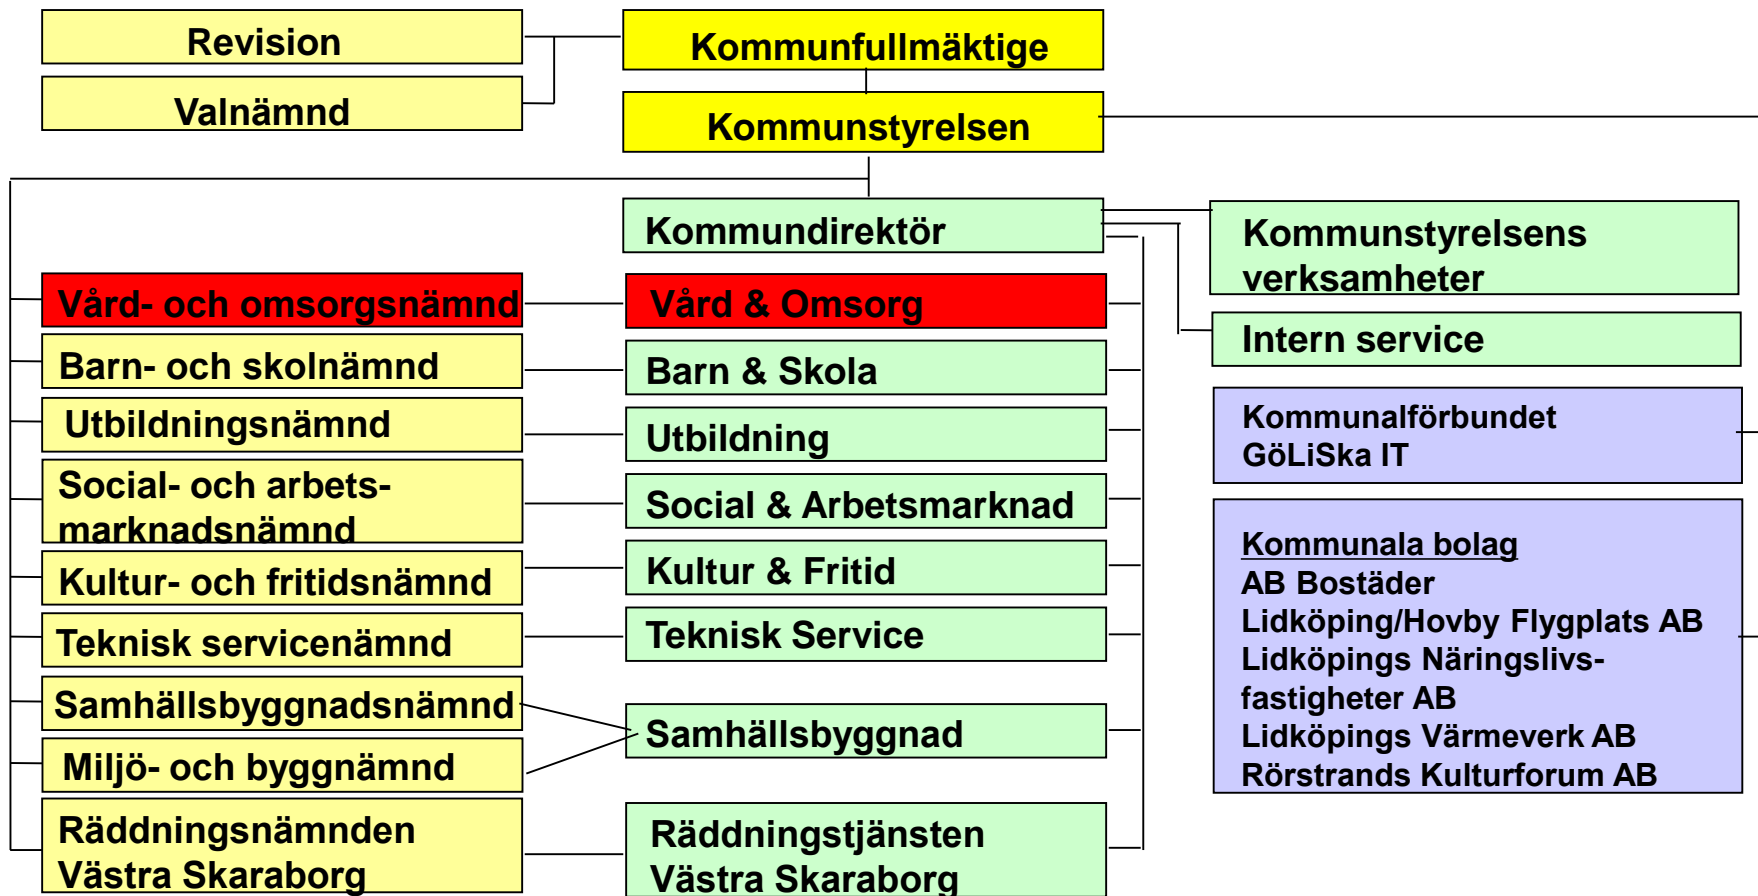 Revision
Valnämnd
Kommunfullmäktige
Kommunstyrelsen
Kommundirektör
Kommunstyrelsens
verksamheter
Intern service
Vård- och omsorgsnämnd
Vård & Omsorg
Barn- och skolnämnd
Barn & Skola
Utbildningsnämnd
Utbildning
Social- och arbets-
marknadsnämnd
Social & Arbetsmarknad
Kultur- och fritidsnämnd
Kultur & Fritid
Teknisk servicenämnd
Teknisk Service
Samhällsbyggnadsnämnd
Samhällsbyggnad
Miljö- och byggnämnd
Räddningsnämnden
Västra Skaraborg
Räddningstjänsten
Västra Skaraborg
Kommunalförbundet
GöLiSka IT
Kommunala bolag
AB Bostäder
Lidköping/Hovby Flygplats AB
Lidköpings Näringslivs-
fastigheter AB
Lidköpings Värmeverk AB
Rörstrands Kulturforum AB